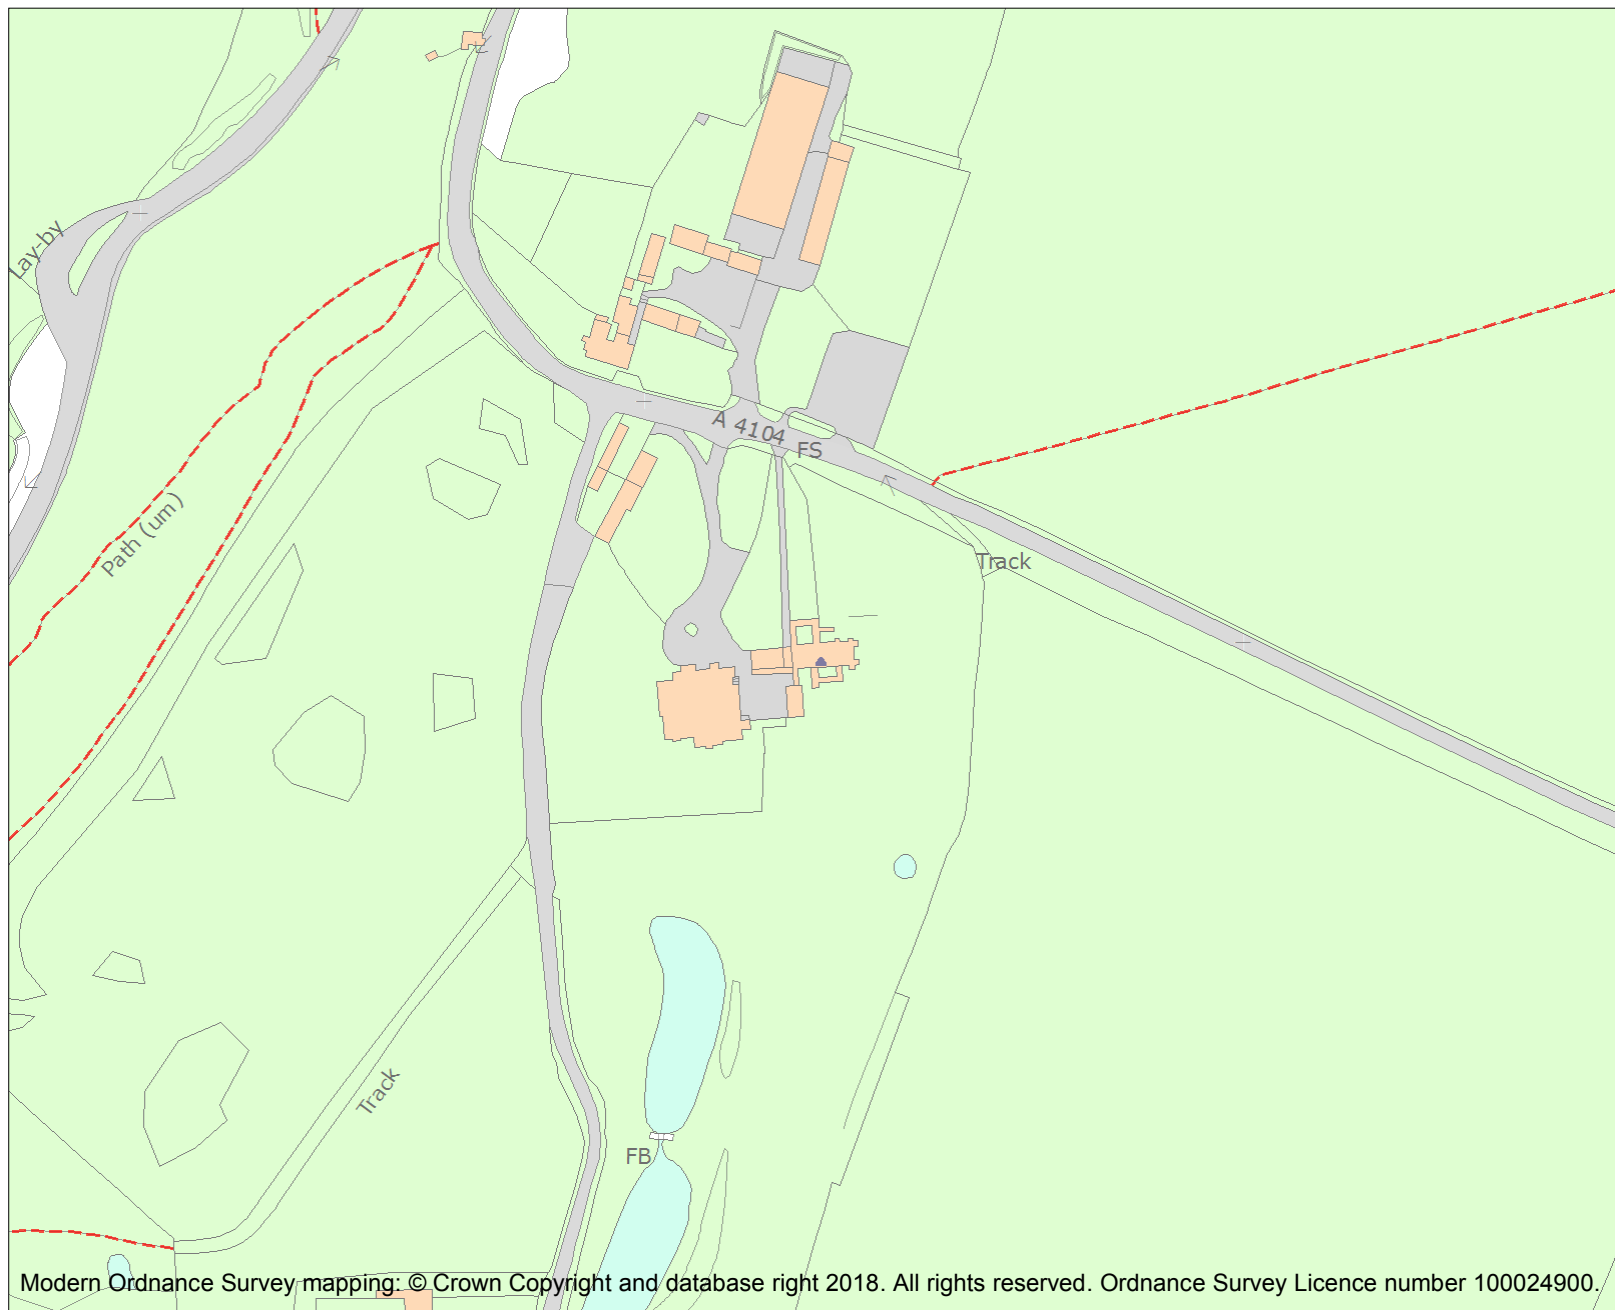 Lay-by
A 4104
FS
Path (um)
Track
Track
FB
Modern Ordnance Survey mapping: © Crown Copyright and database right 2018. All rights reserved. Ordnance Survey Licence number 100024900.